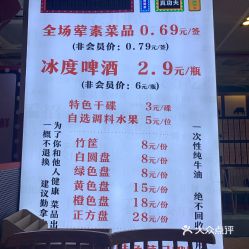 真功夫
全场荤素菜品0.69元/签
(非会员价：0.79元/签)
冰度啤酒 2.9元/瓶
(非会员价：6元/瓶)
特色干碟 3元/碟
自选调料水果 5元/位
竹筐 8元/份
白圆盘 8元/份
绿色盘 8元/份
黄色盘 15元/份
橙色盘 18元/份
正方盘 28元/份
为了你和他人健康 菜品出
一概不退换 建议勤拿
一次性纯牛油 绝不回
大众点评